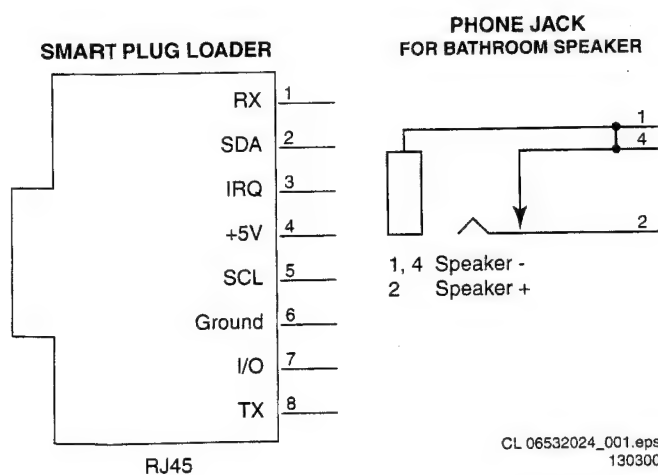 SMART PLUG LOADER
RX 1
SDA 2
IRQ 3
+5V 4
SCL 5
Ground 6
I/O 7
TX 8
RJ45
PHONE JACK
FOR BATHROOM SPEAKER
1
4
2
1, 4 Speaker -
2 Speaker +
CL 06532024_001.eps
130300